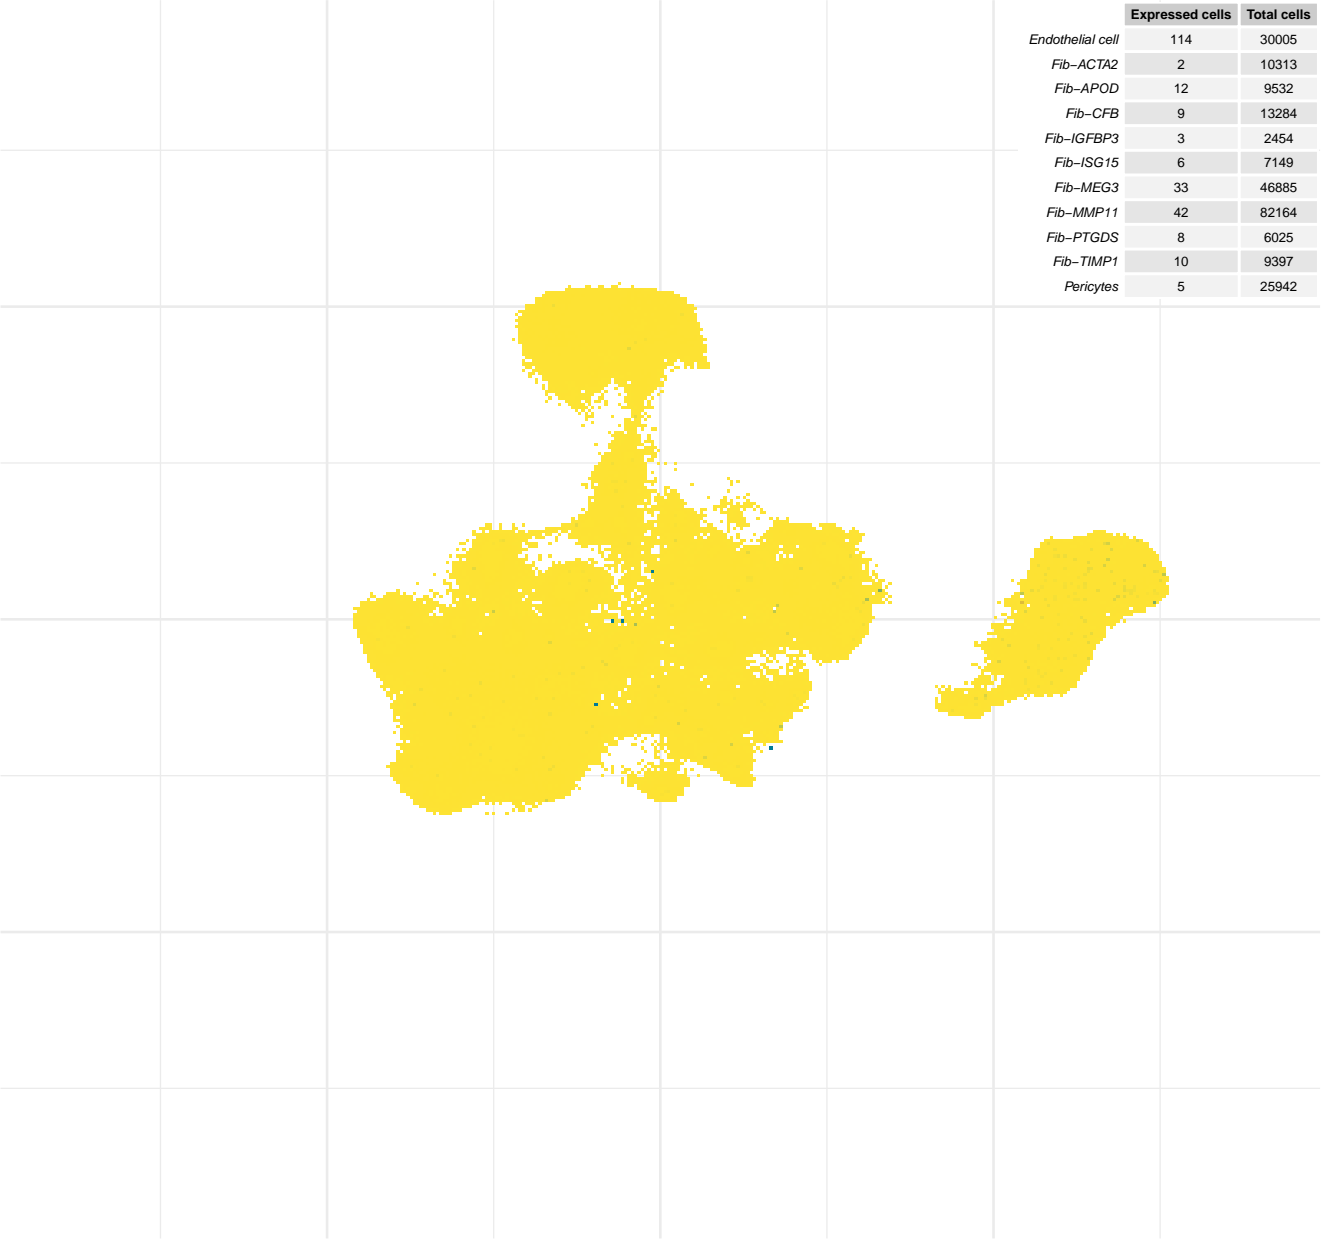 Expressed cells Total cells
Endothelial cell 114 30005
Fib−ACTA2 2 10313
Fib−APOD 12 9532
Fib−CFB 9 13284
Fib−IGFBP3 3 2454
Fib−ISG15 6 7149
Fib−MEG3 33 46885
Fib−MMP11 42 82164
Fib−PTGDS 8 6025
Fib−TIMP1 10 9397
Pericytes 5 25942